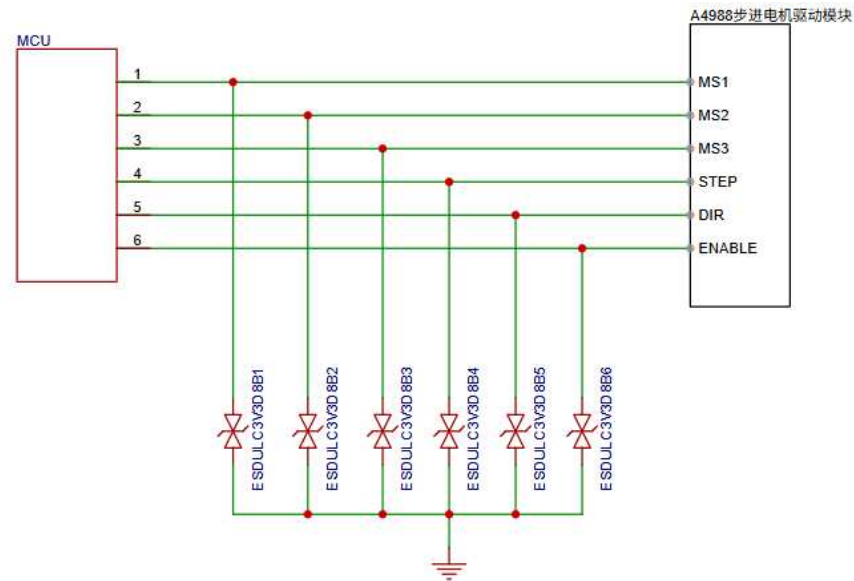 A4988步进电机驱动模块
MCU
1
MS1
2
MS2
3
MS3
4
STEP
5
DIR
6
ENABLE
ESDULC3V3D8B1
ESDULC3V3D8B2
ESDULC3V3D8B3
ESDULC3V3D8B4
ESDULC3V3D8B5
ESDULC3V3D8B6